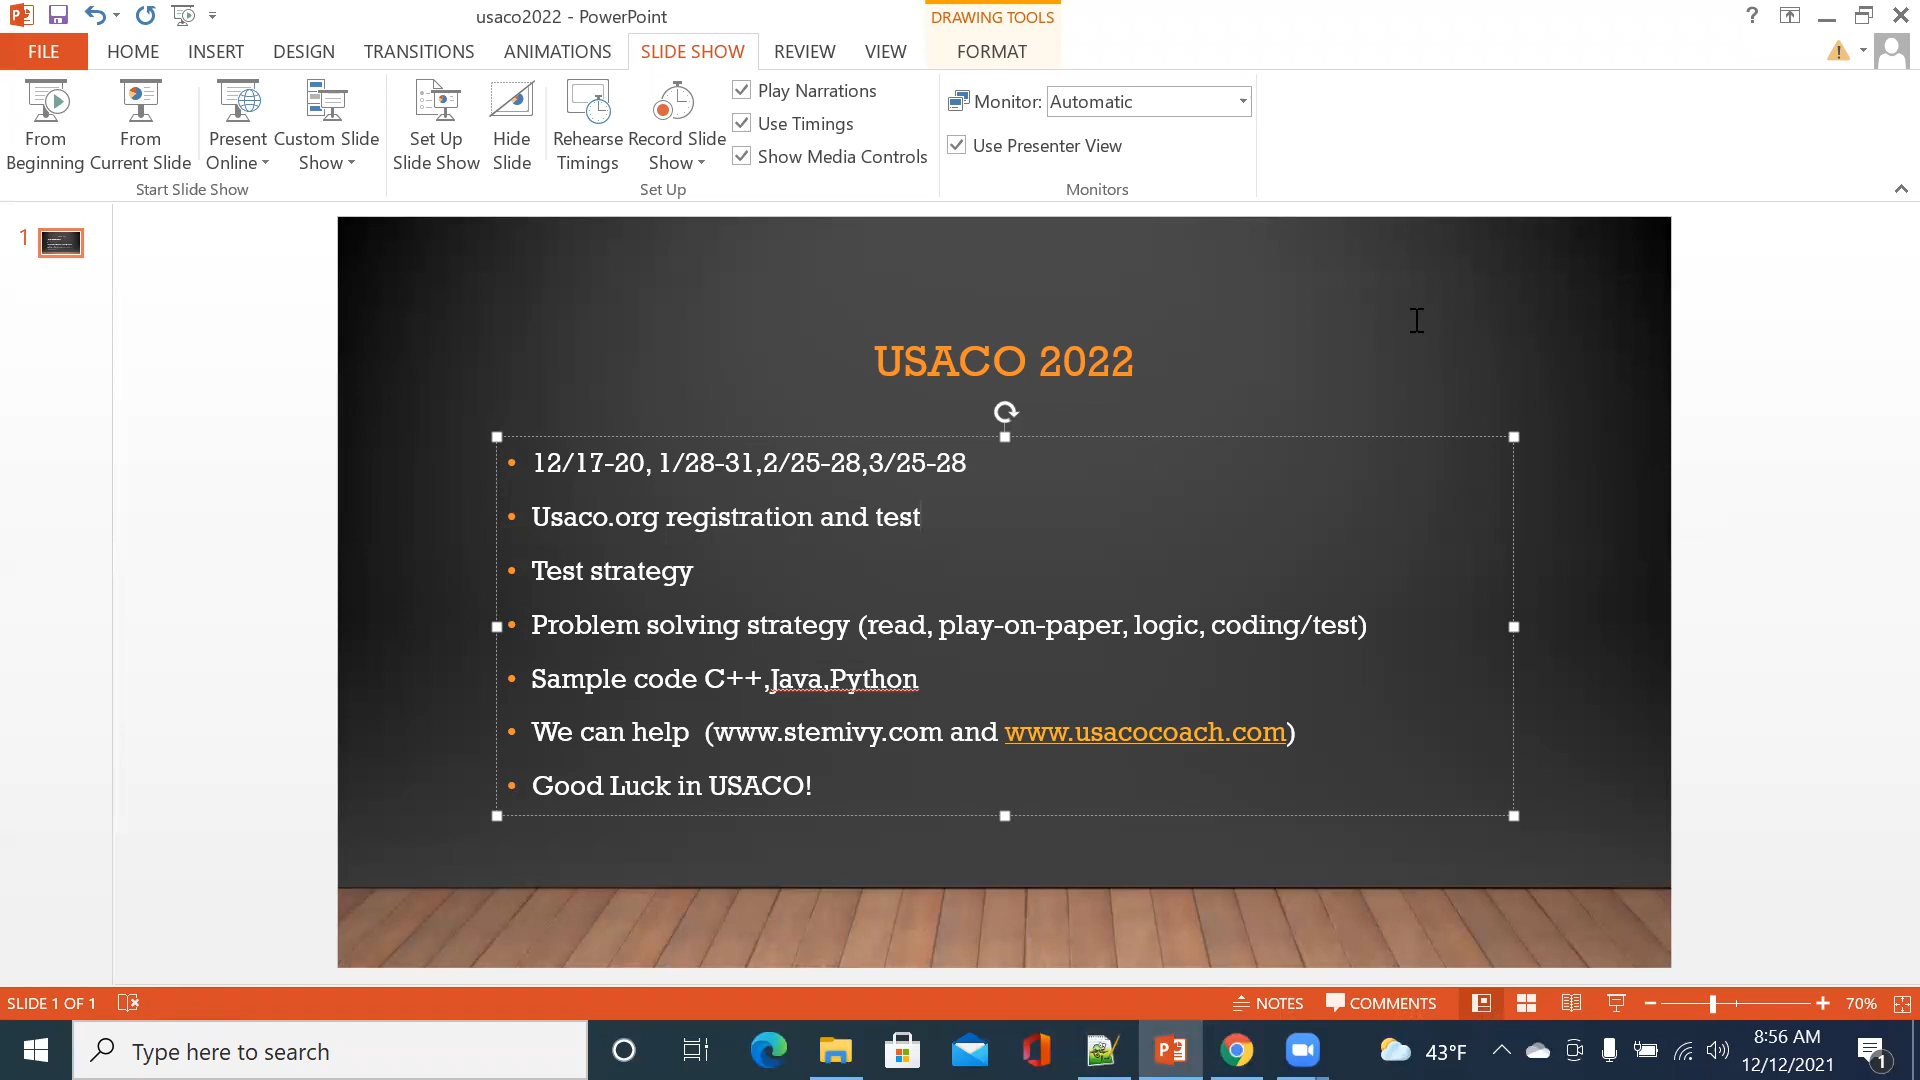 usaco2022 - PowerPoint
DRAWING TOOLS
?
FILE
HOME
INSERT
DESIGN
TRANSITIONS
ANIMATIONS
SLIDE SHOW
REVIEW
VIEW
FORMAT
From Beginning
From Current Slide
Present Online
Custom Slide Show
Set Up Slide Show
Hide Slide
Rehearse Timings
Record Slide Show
Play Narrations
Use Timings
Show Media Controls
Monitor: Automatic
Use Presenter View
Start Slide Show
Set Up
Monitors
1
USACO 2022
• 12/17-20, 1/28-31,2/25-28,3/25-28
• Usaco.org registration and test
• Test strategy
• Problem solving strategy (read, play-on-paper, logic, coding/test)
• Sample code C++,Java,Python
• We can help  (www.stemivy.com and www.usacocoach.com)
• Good Luck in USACO!
SLIDE 1 OF 1
NOTES
COMMENTS
70%
Type here to search
43°F
8:56 AM
12/12/2021
1